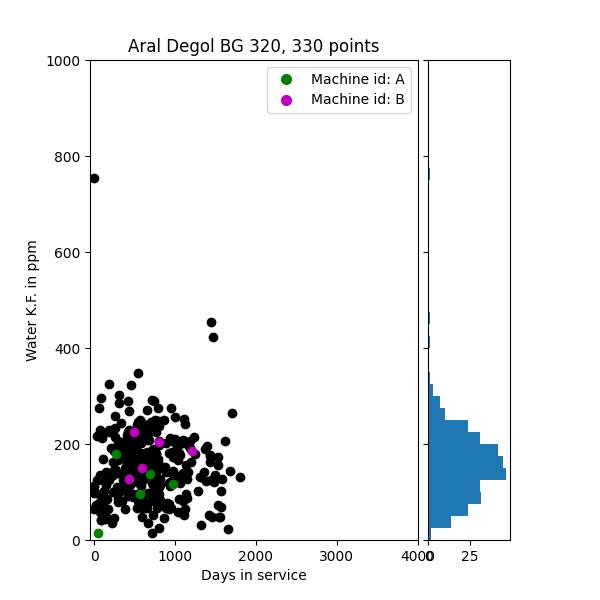 Aral Degol BG 320, 330 points
Machine id: A
Machine id: B
1000
800
600
400
200
0
Water K.F. in ppm
0 1000 2000 3000 4000
0 25
Days in service